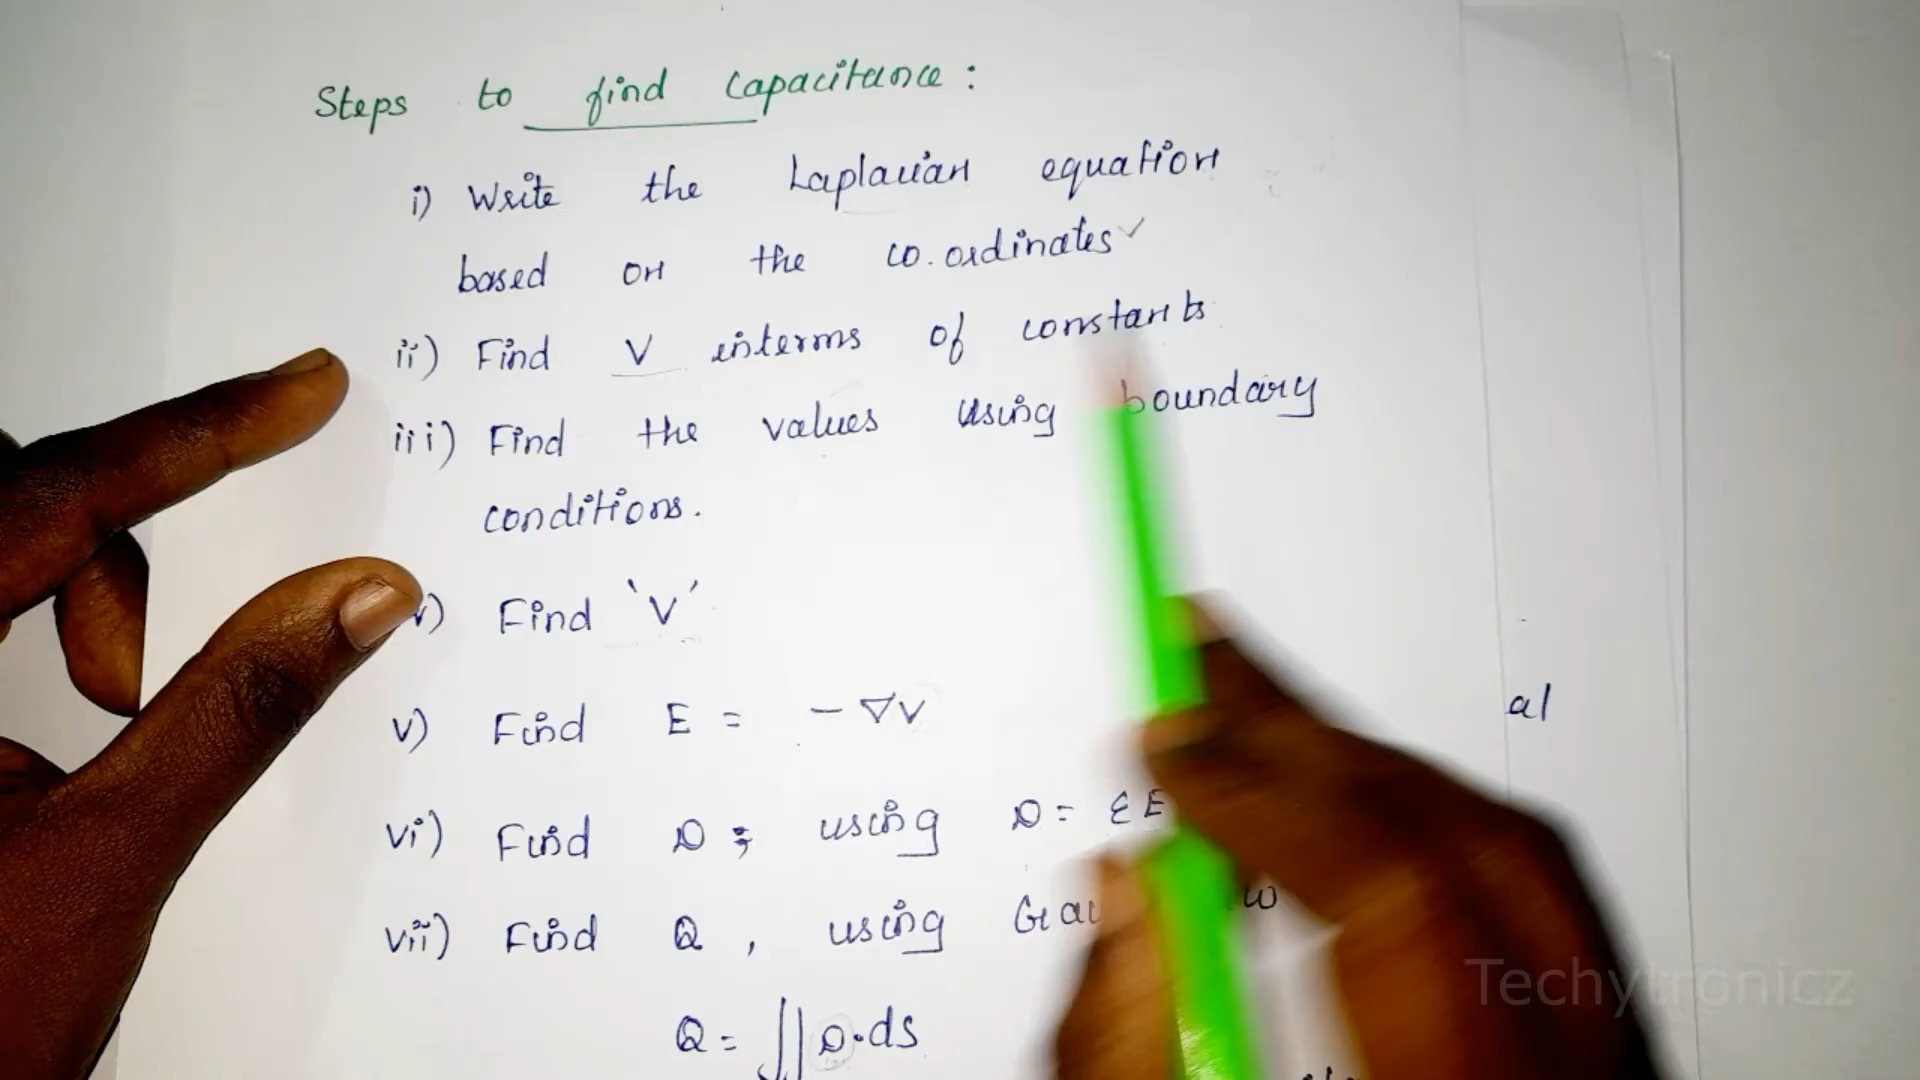 Steps to find Capacitance:
i) Write the Laplacian equation
based on the co.ordinates ✓
ii) Find V interms of constants
iii) Find the values using boundary
conditions.
v) Find 'V'
v) Find E = - ∇V
vi) Find D ; using D = εE
vii) Find Q , using
Q = ∬ D.ds
al
Techytronicz